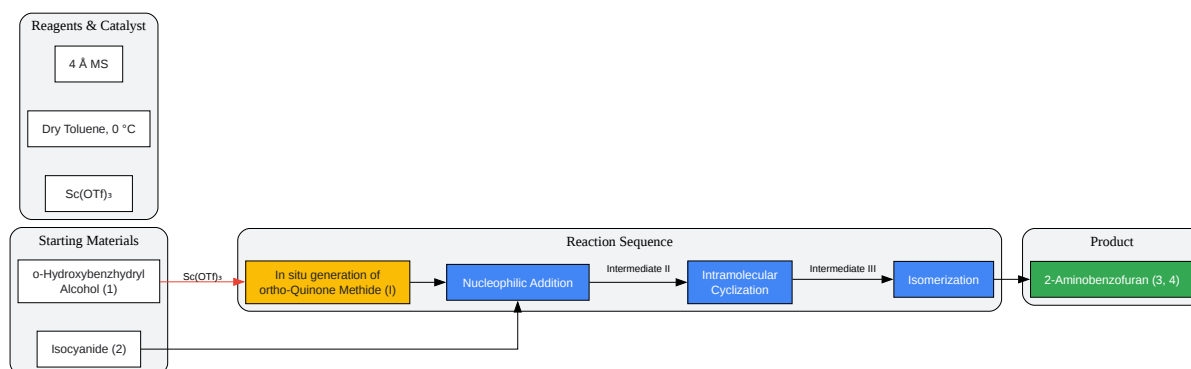 Reagents & Catalyst
4 Å MS
Dry Toluene, 0 °C
Sc(OTf)₃
Starting Materials
o-Hydroxybenzhydryl
Alcohol (1)
Isocyanide (2)
Sc(OTf)₃
Reaction Sequence
In situ generation of
ortho-Quinone Methide (I)
Nucleophilic Addition
Intermediate II
Intramolecular
Cyclization
Intermediate III
Isomerization
Product
2-Aminobenzofuran (3, 4)